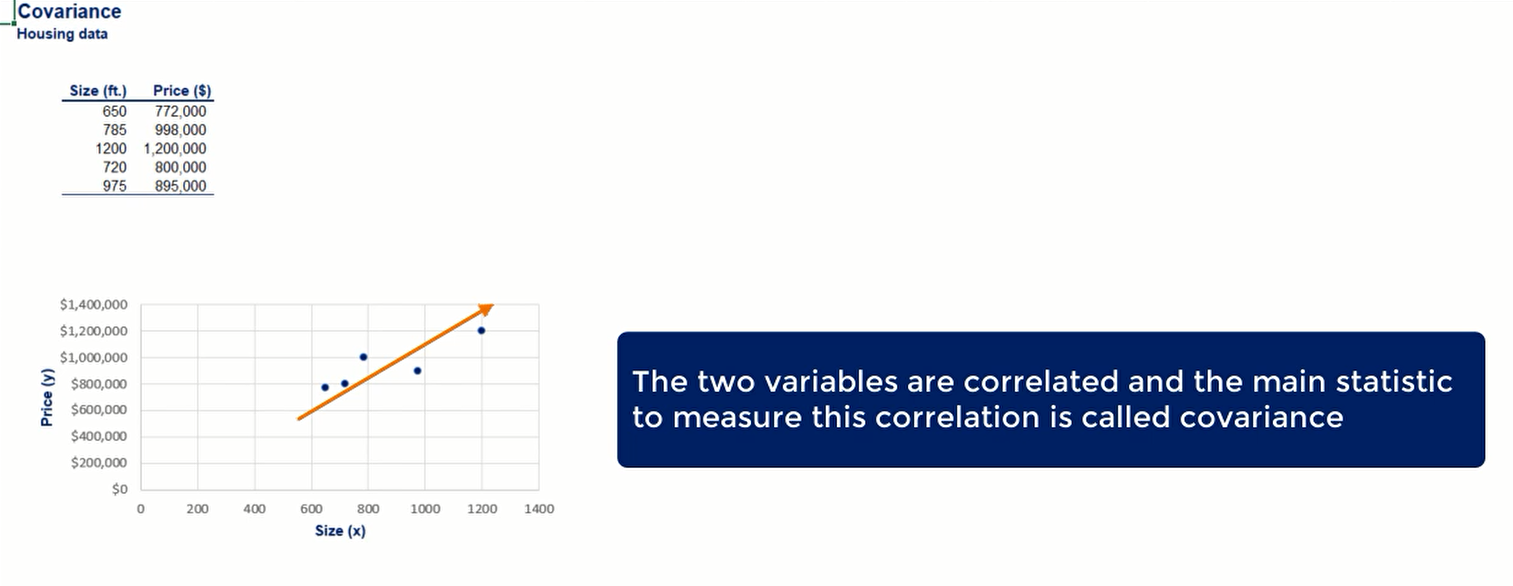 Covariance
Housing data
Size (ft.) Price ($)
650 772,000
785 998,000
1200 1,200,000
720 800,000
975 895,000
$1,400,000
$1,200,000
$1,000,000
$800,000
$600,000
$400,000
$200,000
$0
Price (y)
0 200 400 600 800 1000 1200 1400
Size (x)
The two variables are correlated and the main statistic
to measure this correlation is called covariance